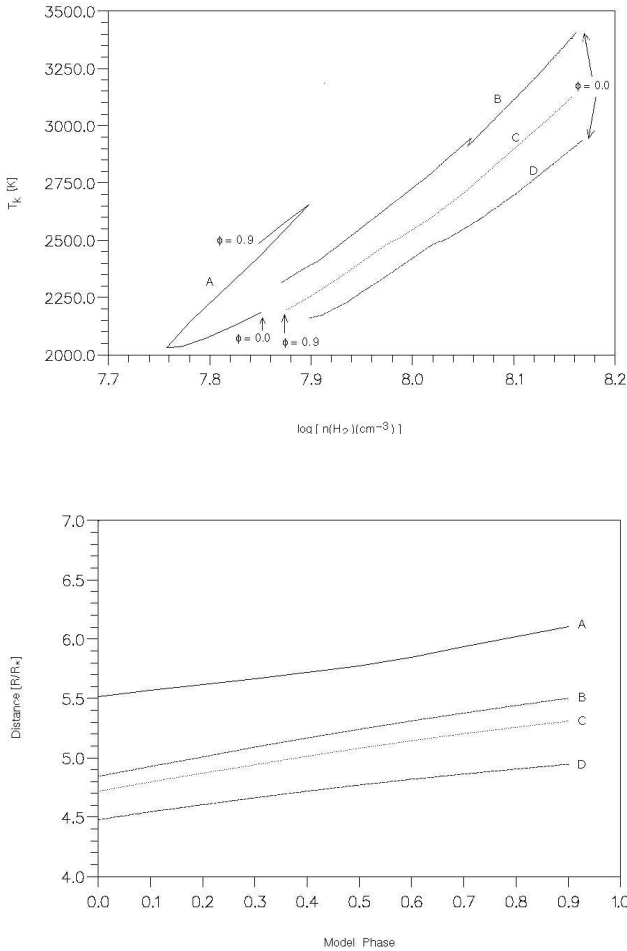 3500.0
3250.0
3000.0
2750.0
2500.0
2250.0
2000.0
T_k [K]
B
ϕ = 0.0
C
D
ϕ = 0.9
A
ϕ = 0.0
ϕ = 0.9
7.7 7.8 7.9 8.0 8.1 8.2
log [ n(H₂)(cm⁻³) ]
7.0
6.5
6.0
5.5
5.0
4.5
4.0
Distance [R/R*]
A
B
C
D
0.0 0.1 0.2 0.3 0.4 0.5 0.6 0.7 0.8 0.9 1.0
Model Phase